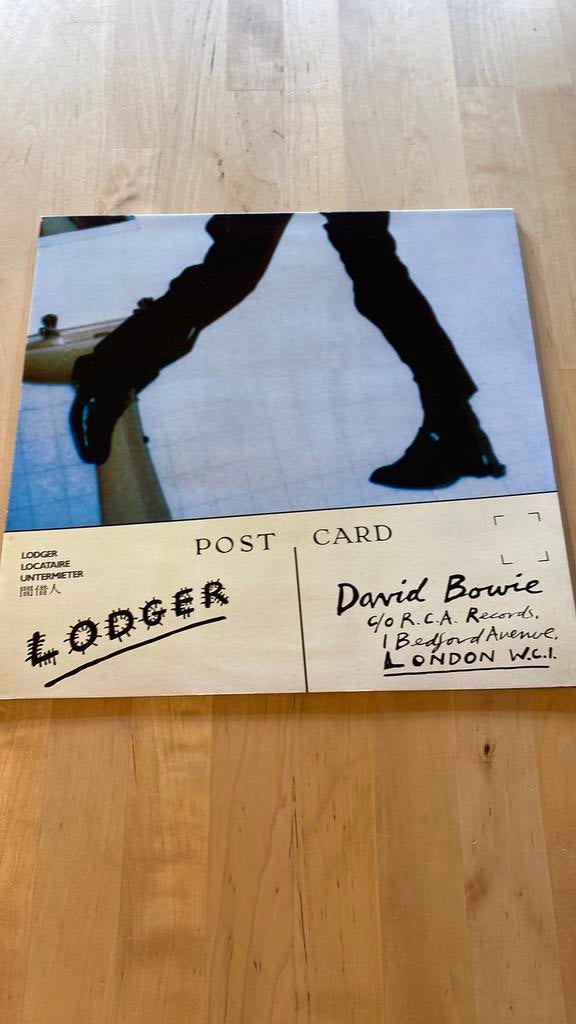 POST CARD
LODGER
LOCATAIRE
UNTERMIETER
間借人
LODGER
David Bowie
c/o R.C.A. Records,
1 Bedford Avenue,
LONDON W.C.1.